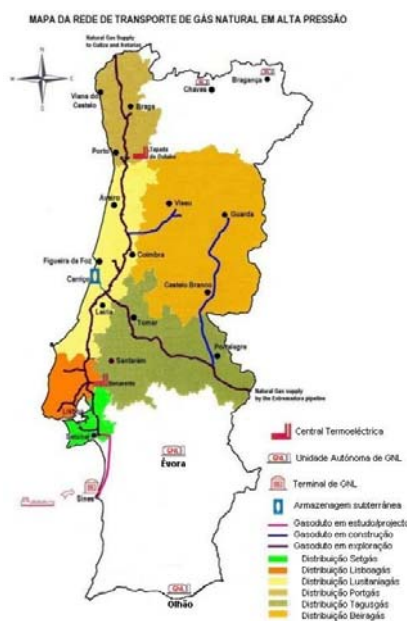 MAPA DA REDE DE TRANSPORTE DE GÁS NATURAL EM ALTA PRESSÃO
Natural Gas Supply
to Galiza and Asturias
Viana do
Castelo
Braga
Chaves
Bragança
Porto
Tapada
do Outeiro
Aveiro
Viseu
Guarda
Figueira da Foz
Coimbra
Carriço
Castelo Branco
Leiria
Tomar
Portalegre
Santarém
Natural Gas supply
by the Extremadura pipeline
Lisboa
Setúbal
GNL
Évora
Sines
GNL
Olhão
Central Termoeléctrica
GNL
Unidade Autónoma de GNL
Terminal de GNL
Armazenagem subterrânea
Gasoduto em estudo/projecto
Gasoduto em construção
Gasoduto em exploração
Distribuição Setgás
Distribuição Lisboagás
Distribuição Lusitaniagás
Distribuição Portgás
Distribuição Tagusgás
Distribuição Beiragás